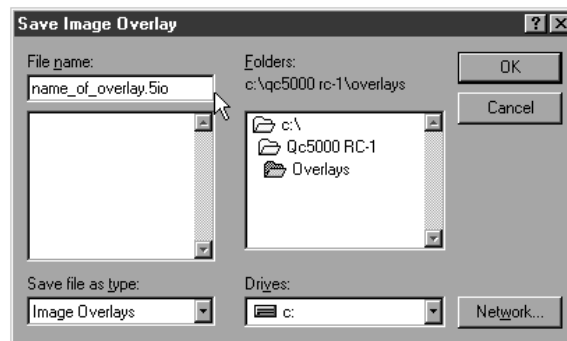 Save Image Overlay
File name:
name_of_overlay.5io
Folders:
c:\qc5000 rc-1\overlays
OK
Cancel
c:\
Qc5000 RC-1
Overlays
Save file as type:
Image Overlays
Drives:
c:
Network...